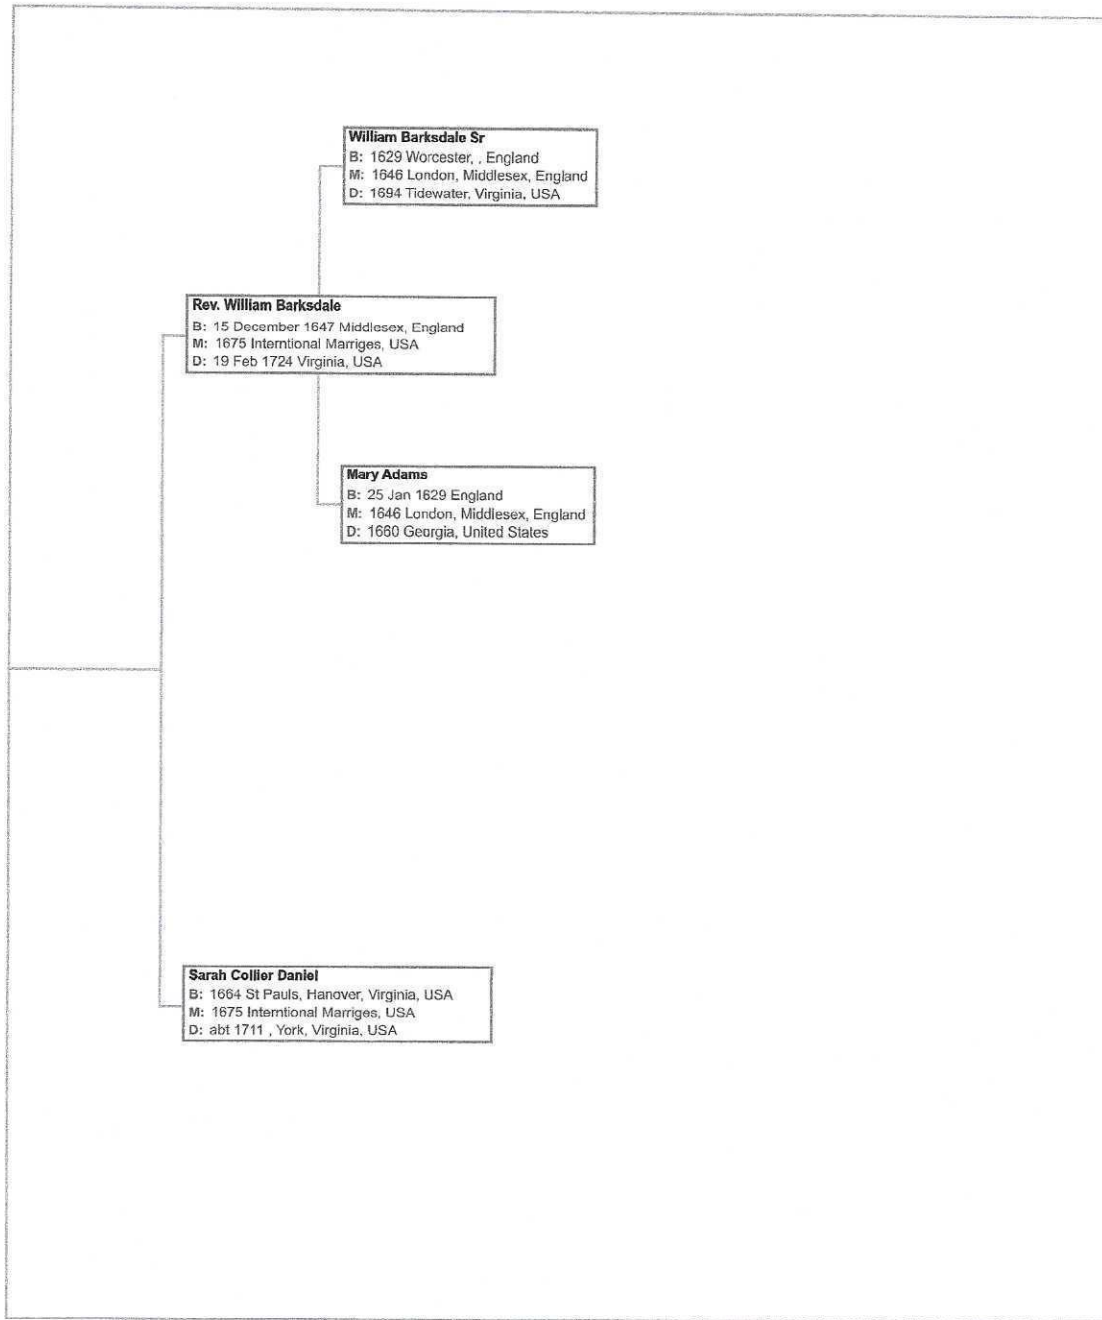 William Barksdale Sr
B: 1629 Worcester, , England
M: 1646 London, Middlesex, England
D: 1694 Tidewater, Virginia, USA
Rev. William Barksdale
B: 15 December 1647 Middlesex, England
M: 1675 Interntional Marriges, USA
D: 19 Feb 1724 Virginia, USA
Mary Adams
B: 25 Jan 1629 England
M: 1646 London, Middlesex, England
D: 1660 Georgia, United States
Sarah Collier Daniel
B: 1664 St Pauls, Hanover, Virginia, USA
M: 1675 Interntional Marriges, USA
D: abt 1711 , York, Virginia, USA